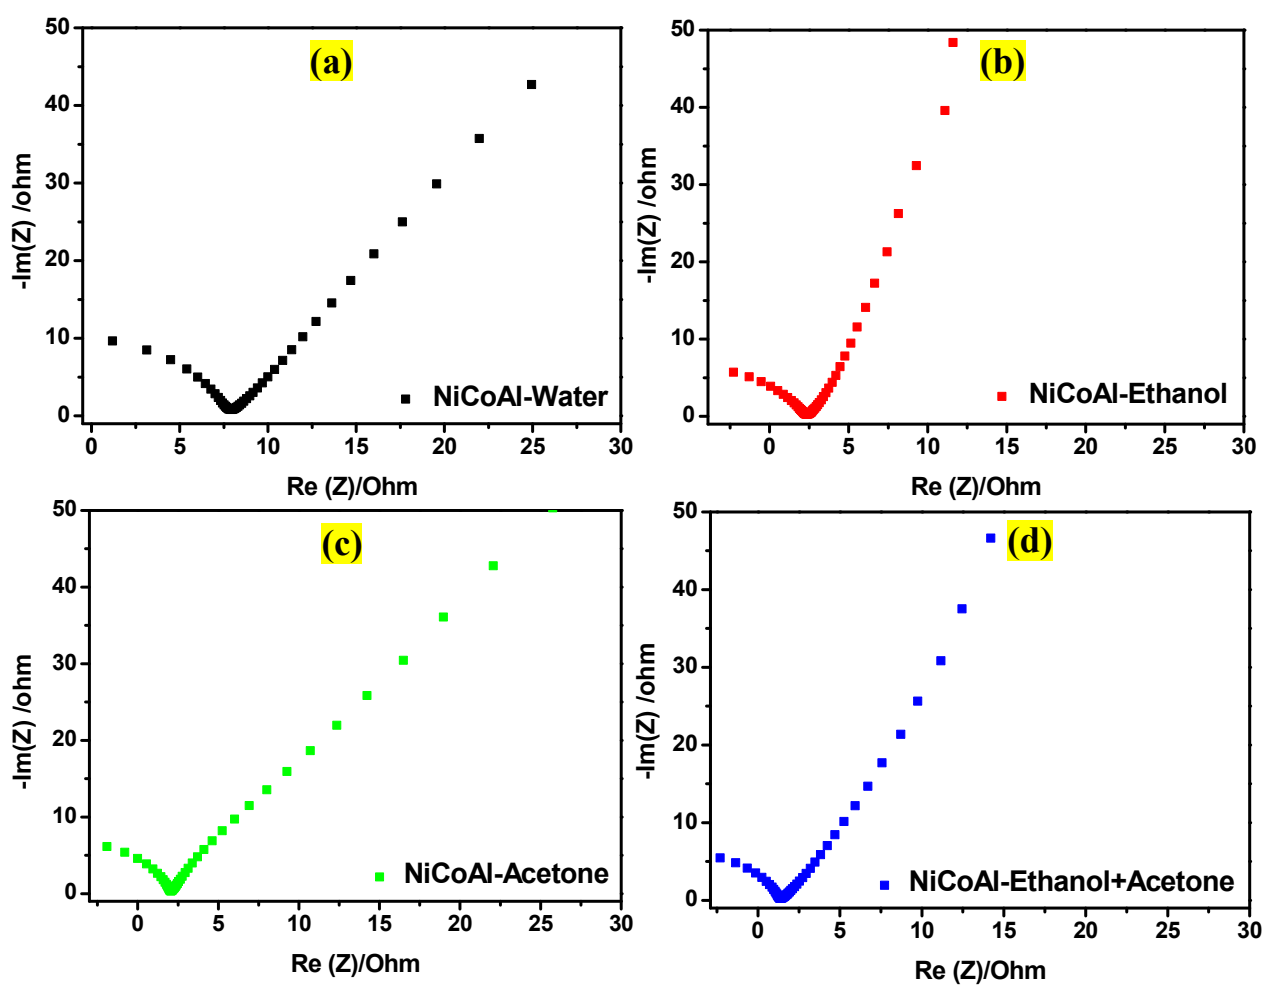 (a)
50
40
30
20
10
0
-Im(Z) /ohm
NiCoAl-Water
0 5 10 15 20 25 30
Re (Z)/Ohm
(b)
50
40
30
20
10
0
-Im(Z) /ohm
NiCoAl-Ethanol
0 5 10 15 20 25 30
Re (Z)/Ohm
(c)
50
40
30
20
10
0
-Im(Z) /ohm
NiCoAl-Acetone
0 5 10 15 20 25 30
Re (Z)/Ohm
(d)
50
40
30
20
10
0
-Im(Z) /ohm
NiCoAl-Ethanol+Acetone
0 5 10 15 20 25 30
Re (Z)/Ohm